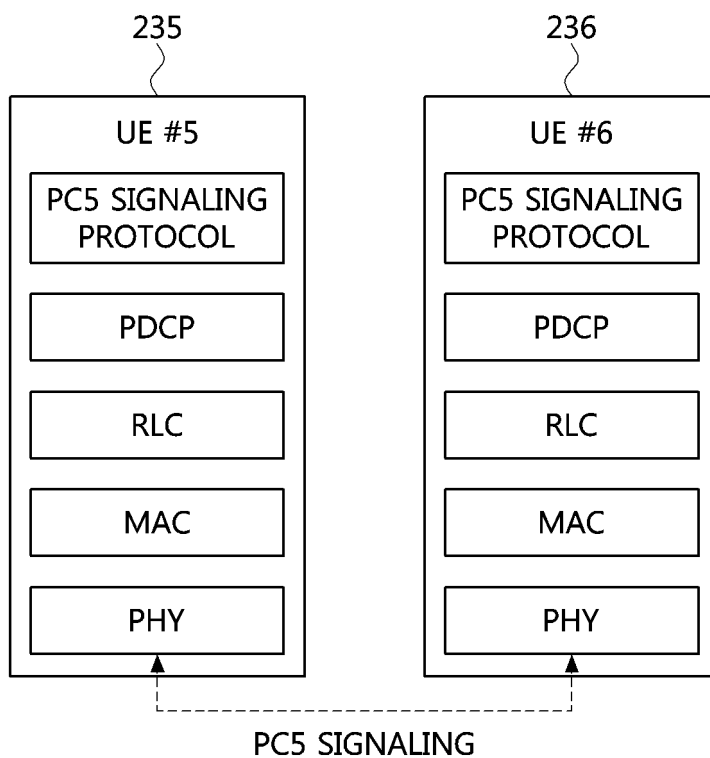 235
236
UE #5
UE #6
PC5 SIGNALING
PROTOCOL
PC5 SIGNALING
PROTOCOL
PDCP
PDCP
RLC
RLC
MAC
MAC
PHY
PHY
PC5 SIGNALING